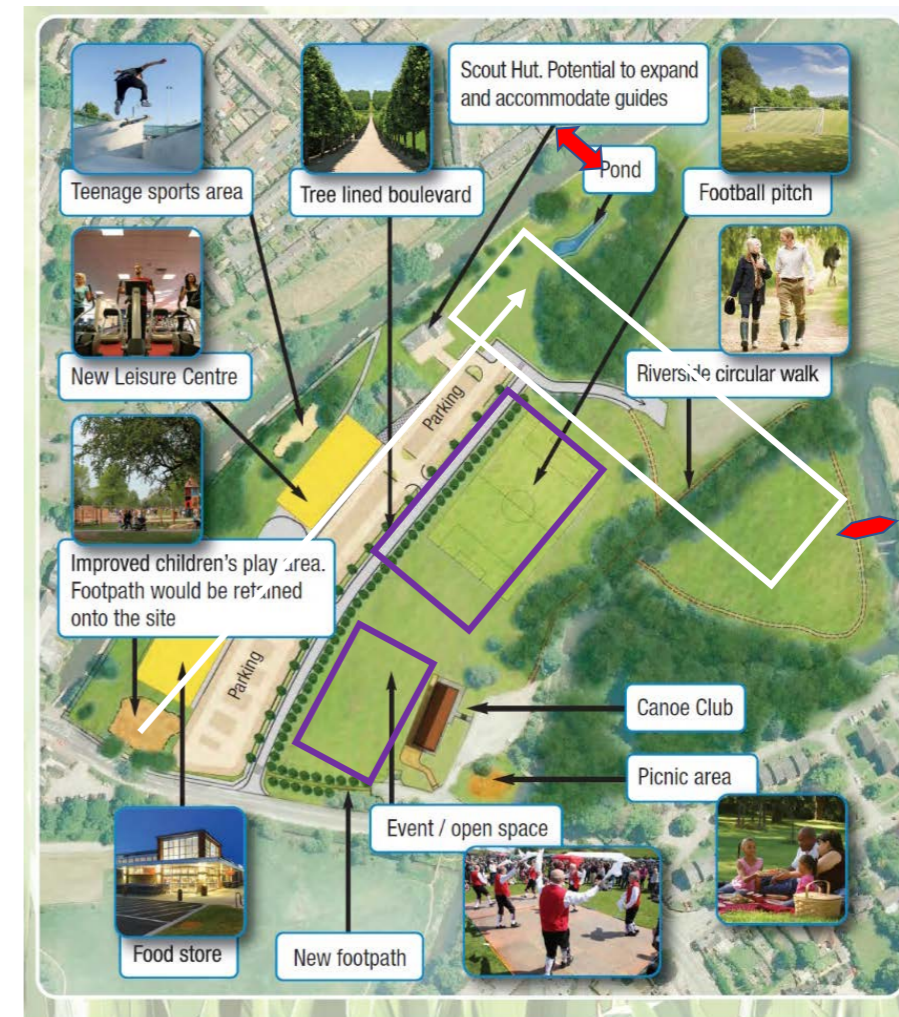 Scout Hut. Potential to expand
and accommodate guides
Pond
Teenage sports area
Tree lined boulevard
Football pitch
New Leisure Centre
Riverside circular walk
Parking
Improved children's play area.
Footpath would be retained
onto the site
Parking
Canoe Club
Picnic area
Event / open space
Food store
New footpath